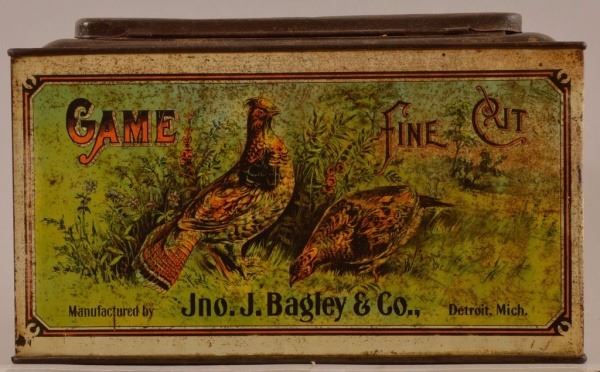 GAME FINE CUT
Manufactured by Jno. J. Bagley & Co., Detroit, Mich.